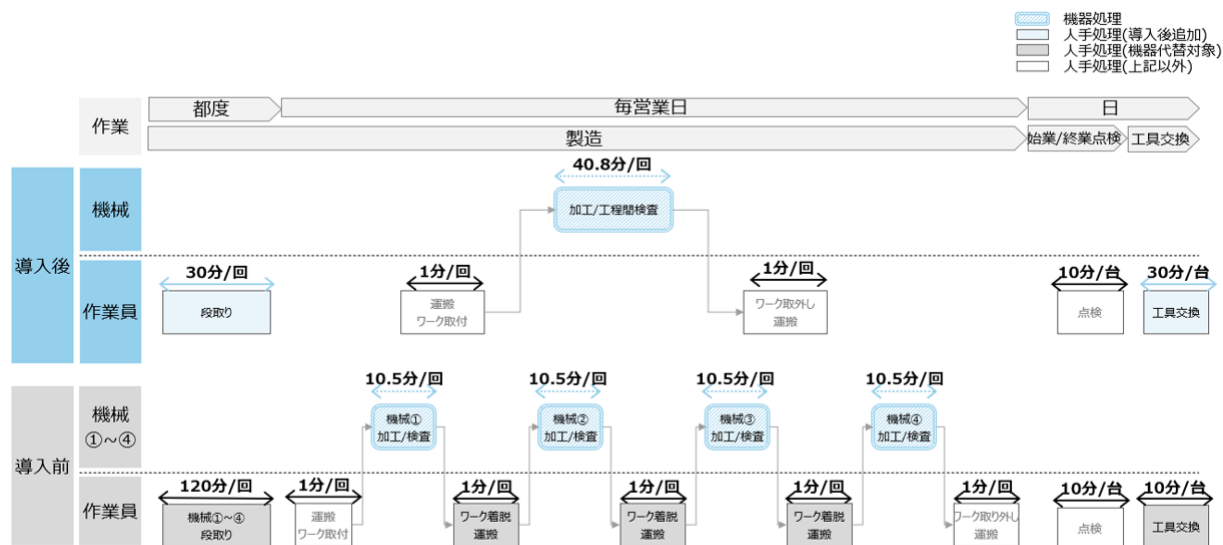 機器処理
人手処理(導入後追加)
人手処理(機器代替対象)
人手処理(上記以外)
作業
都度
毎営業日
日
製造
始業/終業点検
工具交換
導入後
機械
40.8分/回
加工/工程間検査
作業員
30分/回
段取り
1分/回
運搬
ワーク取付
1分/回
ワーク取外し
運搬
10分/台
点検
30分/台
工具交換
導入前
機械
①~④
10.5分/回
機械①
加工/検査
10.5分/回
機械②
加工/検査
10.5分/回
機械③
加工/検査
10.5分/回
機械④
加工/検査
作業員
120分/回
機械①~④
段取り
1分/回
運搬
ワーク取付
1分/回
ワーク着脱
運搬
1分/回
ワーク着脱
運搬
1分/回
ワーク着脱
運搬
1分/回
ワーク取り外し
運搬
10分/台
点検
10分/台
工具交換